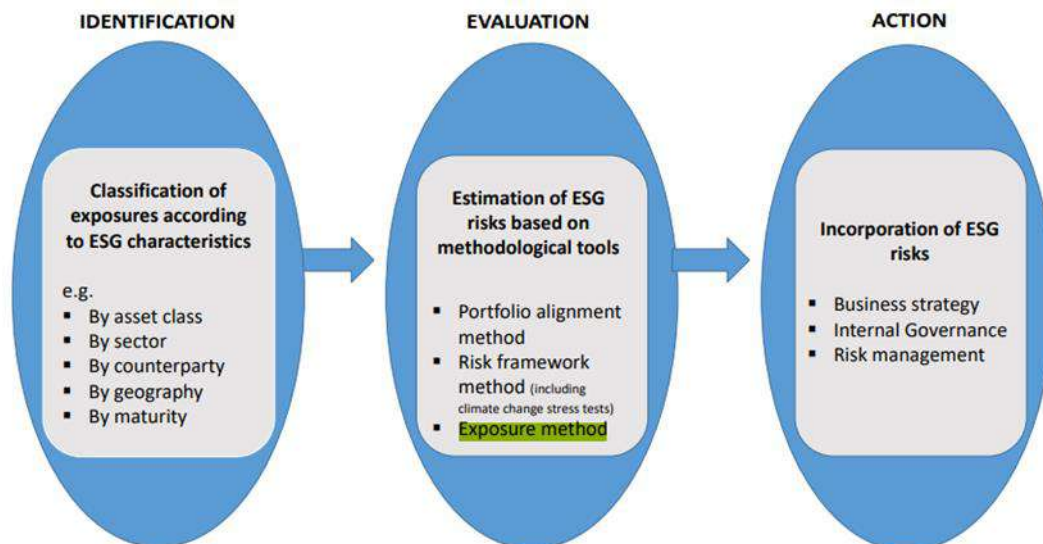 IDENTIFICATION
Classification of
exposures according
to ESG characteristics
e.g.
▪ By asset class
▪ By sector
▪ By counterparty
▪ By geography
▪ By maturity
EVALUATION
Estimation of ESG
risks based on
methodological tools
▪ Portfolio alignment
method
▪ Risk framework
method (including
climate change stress tests)
▪ Exposure method
ACTION
Incorporation of ESG
risks
▪ Business strategy
▪ Internal Governance
▪ Risk management